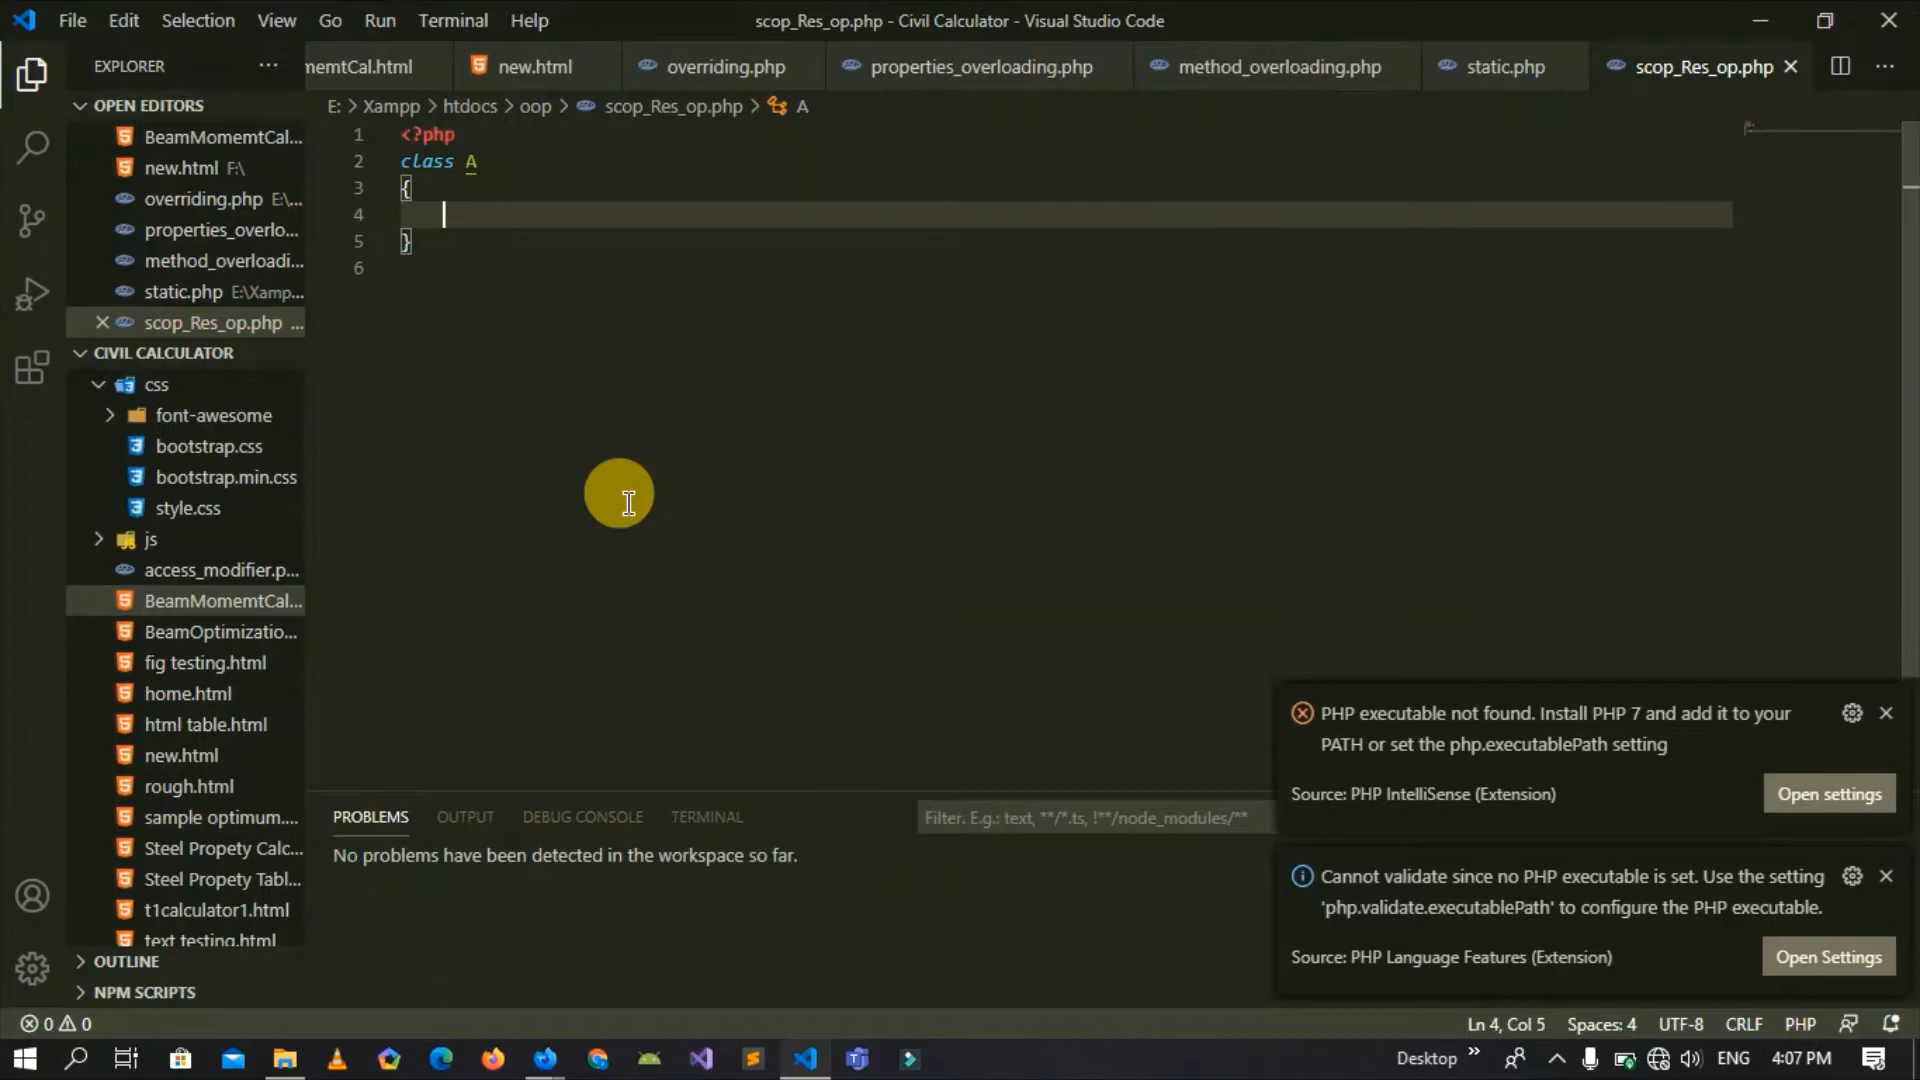 File Edit Selection View Go Run Terminal Help scop_Res_op.php - Civil Calculator - Visual Studio Code
EXPLORER ··· memtCal.html new.html overriding.php properties_overloading.php method_overloading.php static.php scop_Res_op.php
OPEN EDITORS
BeamMomemtCal...
new.html F:\
overriding.php E:\...
properties_overlo...
method_overloadi...
static.php E:\Xamp...
scop_Res_op.php ...
CIVIL CALCULATOR
css
font-awesome
bootstrap.css
bootstrap.min.css
style.css
js
access_modifier.p...
BeamMomemtCal...
BeamOptimizatio...
fig testing.html
home.html
html table.html
new.html
rough.html
sample optimum....
Steel Propety Calc...
Steel Propety Tabl...
t1calculator1.html
text testing.html
OUTLINE
NPM SCRIPTS
E: > Xampp > htdocs > oop > scop_Res_op.php > A
1 <?php
2 class A
3 {
4
5 }
6
PROBLEMS OUTPUT DEBUG CONSOLE TERMINAL Filter. E.g.: text, **/*.ts, !**/node_modules/**
No problems have been detected in the workspace so far.
PHP executable not found. Install PHP 7 and add it to your
PATH or set the php.executablePath setting
Source: PHP IntelliSense (Extension) Open settings
Cannot validate since no PHP executable is set. Use the setting
'php.validate.executablePath' to configure the PHP executable.
Source: PHP Language Features (Extension) Open Settings
0 0 Ln 4, Col 5 Spaces: 4 UTF-8 CRLF PHP
Desktop » ENG 4:07 PM